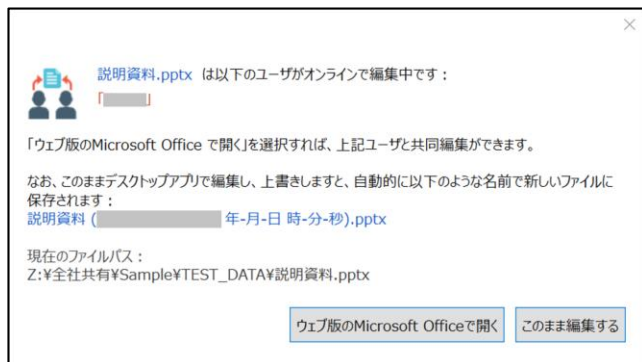 説明資料.pptx は以下のユーザがオンラインで編集中です：
「 」
「ウェブ版のMicrosoft Office で開く」を選択すれば、上記ユーザと共同編集ができます。
なお、このままデスクトップアプリで編集し、上書きしますと、自動的に以下のような名前で新しいファイルに
保存されます：
説明資料 ( 年-月-日 時-分-秒).pptx
現在のファイルパス：
Z:¥全社共有¥Sample¥TEST_DATA¥説明資料.pptx
ウェブ版のMicrosoft Officeで開く
このまま編集する